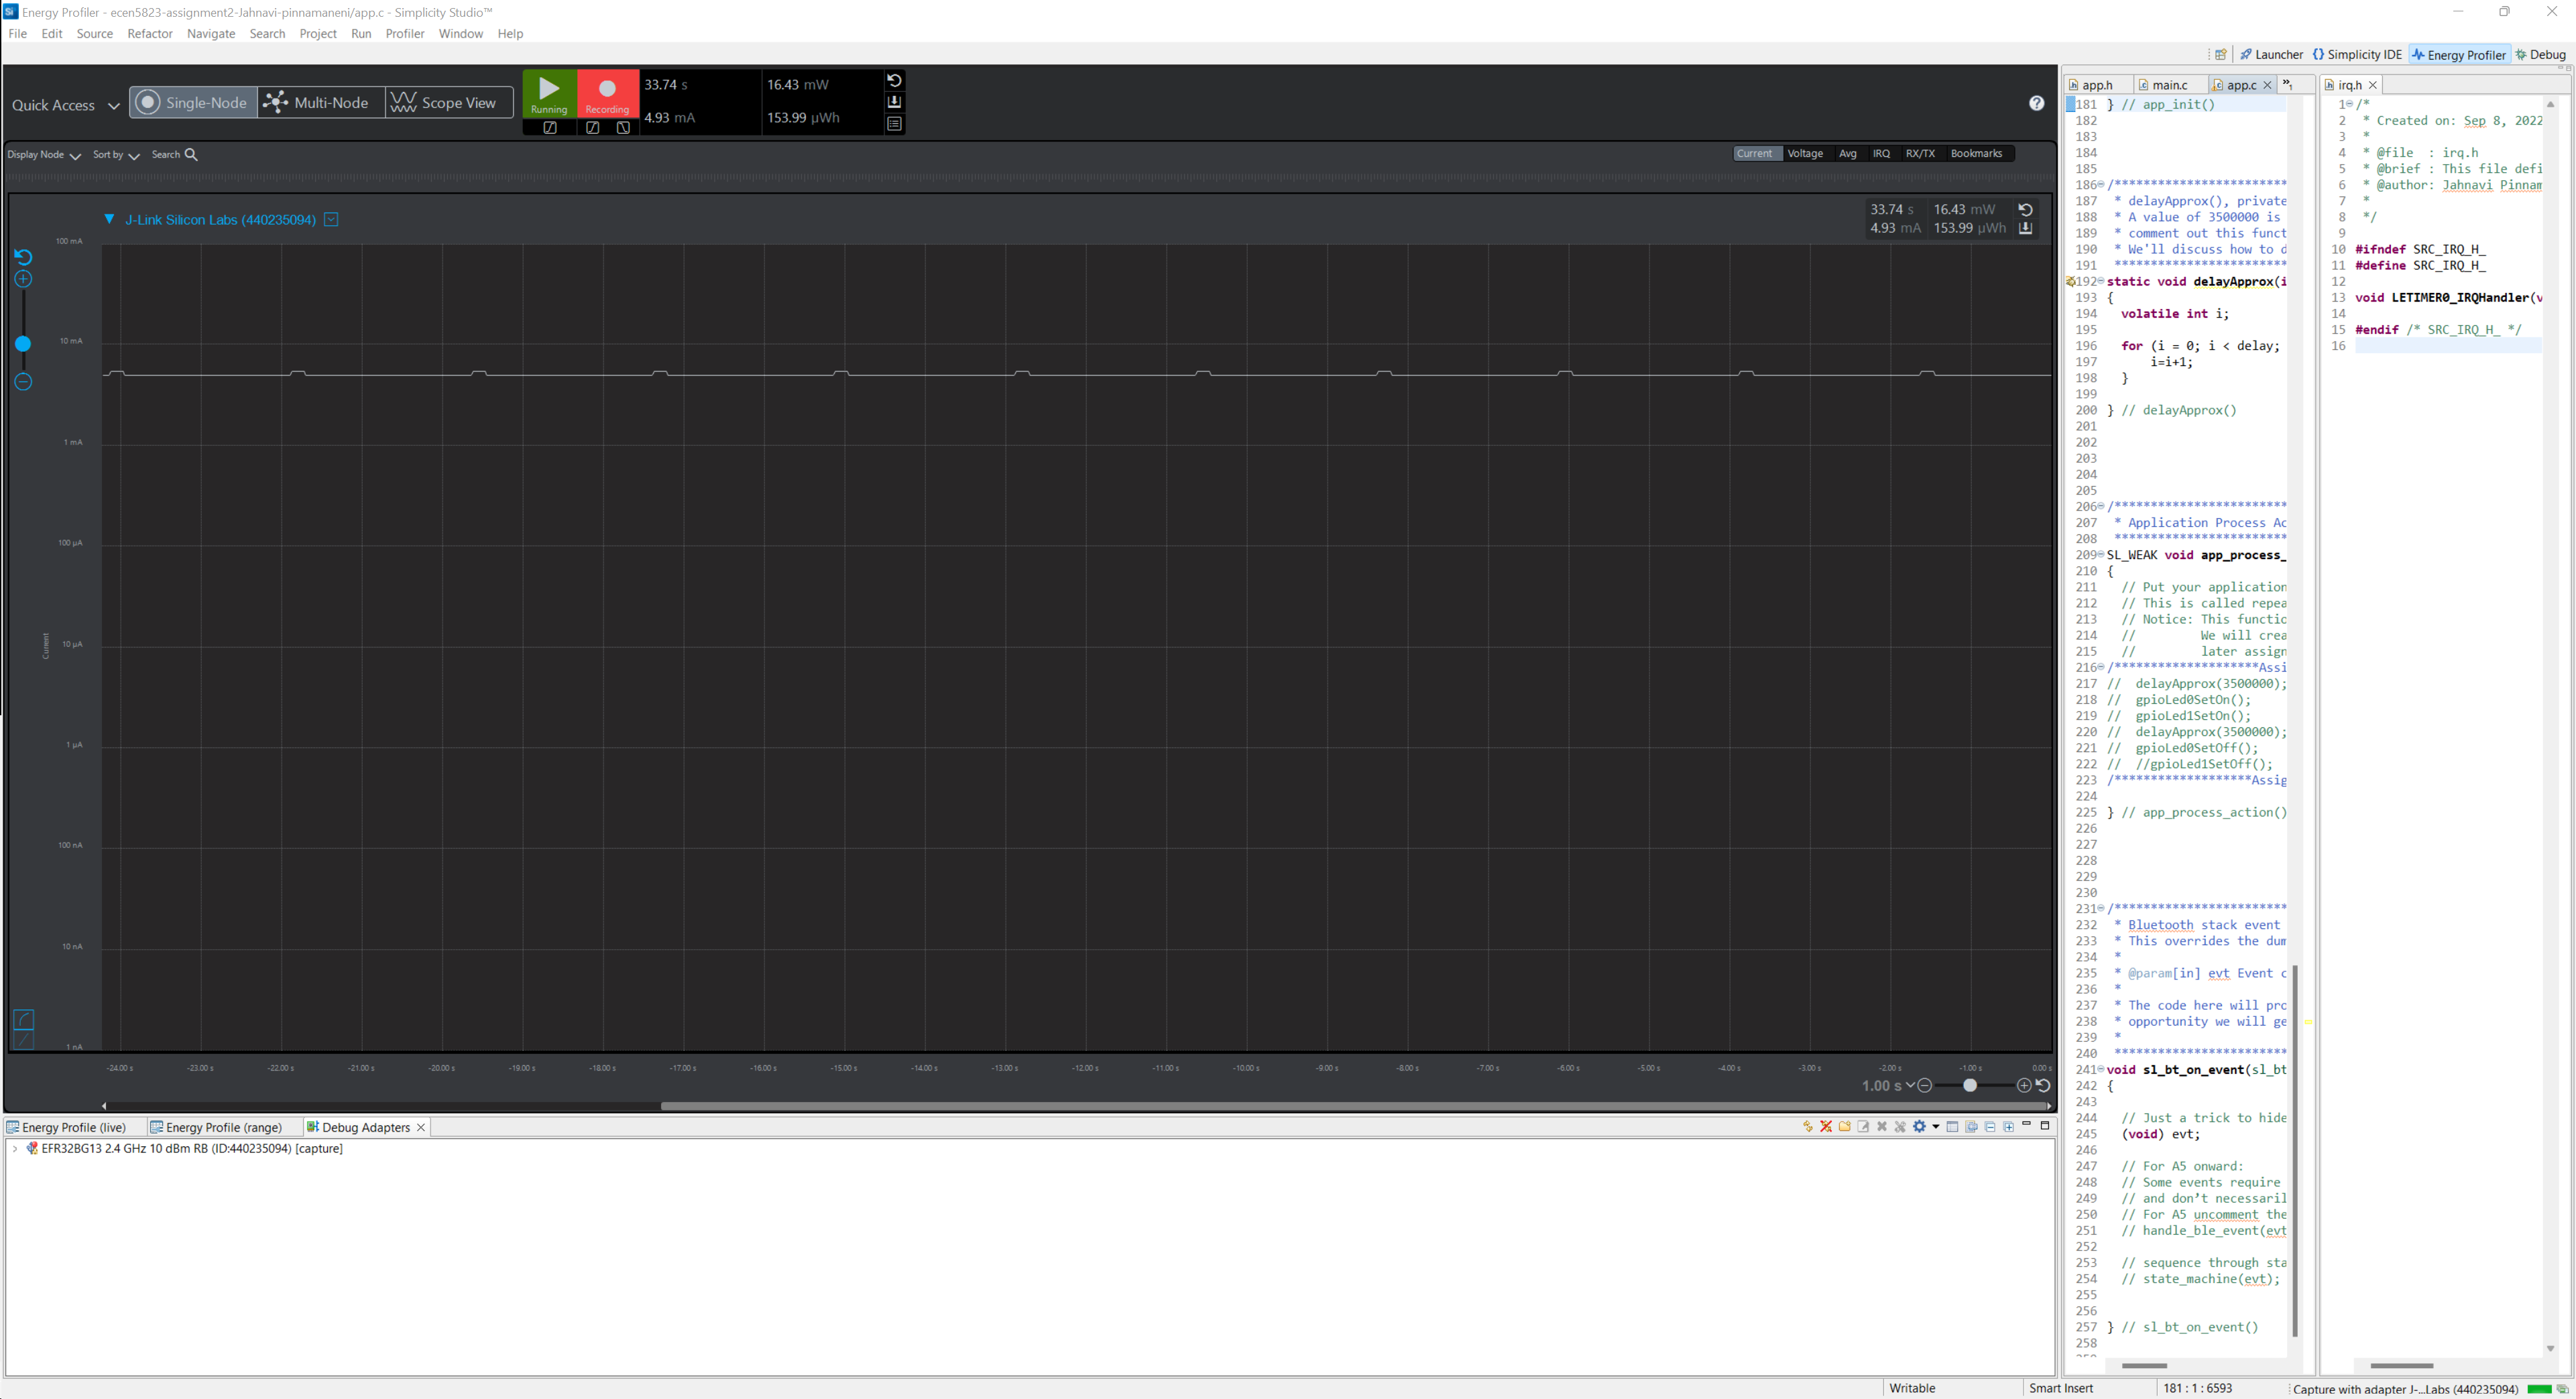 Energy Profiler - ecen5823-assignment2-Jahnavi-pinnamaneni/app.c - Simplicity Studio™
File Edit Source Refactor Navigate Search Project Run Profiler Window Help
Launcher Simplicity IDE Energy Profiler Debug
Quick Access Single-Node Multi-Node Scope View
Running Recording
33.74 s 16.43 mW
4.93 mA 153.99 µWh
Display Node Sort by Search
Current Voltage Avg IRQ RX/TX Bookmarks
J-Link Silicon Labs (440235094)
33.74 s 16.43 mW
4.93 mA 153.99 µWh
100 mA
10 mA
1 mA
100 µA
10 µA
1 µA
100 nA
10 nA
1 nA
Current
-24.00 s -23.00 s -22.00 s -21.00 s -20.00 s -19.00 s -18.00 s -17.00 s -16.00 s -15.00 s -14.00 s -13.00 s -12.00 s -11.00 s -10.00 s -9.00 s -8.00 s -7.00 s -6.00 s -5.00 s -4.00 s -3.00 s -2.00 s -1.00 s 0.00 s
1.00 s
Energy Profile (live) Energy Profile (range) Debug Adapters
EFR32BG13 2.4 GHz 10 dBm RB (ID:440235094) [capture]
app.h main.c app.c
181 } // app_init()
182
183
184
185
186 /************************
187 * delayApprox(), private
188 * A value of 3500000 is
189 * comment out this funct
190 * We'll discuss how to d
191 ************************
192 static void delayApprox(i
193 {
194 volatile int i;
195
196 for (i = 0; i < delay;
197 i=i+1;
198 }
199
200 } // delayApprox()
201
202
203
204
205
206 /************************
207 * Application Process Ac
208 ************************
209 SL_WEAK void app_process_
210 {
211 // Put your application
212 // This is called repea
213 // Notice: This functio
214 // We will crea
215 // later assign
216 /********************Assi
217 // delayApprox(3500000);
218 // gpioLed0SetOn();
219 // gpioLed1SetOn();
220 // delayApprox(3500000);
221 // gpioLed0SetOff();
222 // //gpioLed1SetOff();
223 /*******************Assig
224
225 } // app_process_action()
226
227
228
229
230
231 /************************
232 * Bluetooth stack event
233 * This overrides the dum
234 *
235 * @param[in] evt Event c
236 *
237 * The code here will pro
238 * opportunity we will ge
239 *
240 ************************
241 void sl_bt_on_event(sl_bt
242 {
243
244 // Just a trick to hide
245 (void) evt;
246
247 // For A5 onward:
248 // Some events require
249 // and don’t necessaril
250 // For A5 uncomment the
251 // handle_ble_event(evt
252
253 // sequence through sta
254 // state_machine(evt);
255
256
257 } // sl_bt_on_event()
258
irq.h
1 /*
2 * Created on: Sep 8, 2022
3 *
4 * @file : irq.h
5 * @brief : This file defi
6 * @author: Jahnavi Pinnam
7 *
8 */
9
10 #ifndef SRC_IRQ_H_
11 #define SRC_IRQ_H_
12
13 void LETIMER0_IRQHandler(v
14
15 #endif /* SRC_IRQ_H_ */
16
Writable Smart Insert 181 : 1 : 6593 Capture with adapter J-...Labs (440235094)